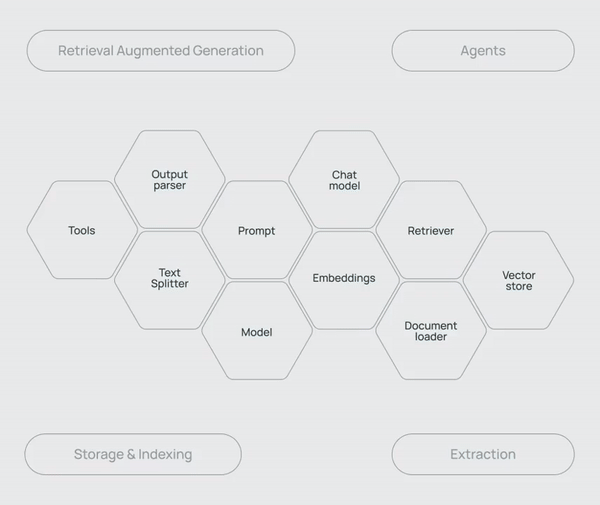 Retrieval Augmented Generation
Agents
Output
parser
Chat
model
Tools
Prompt
Retriever
Text
Splitter
Embeddings
Vector
store
Model
Document
loader
Storage & Indexing
Extraction